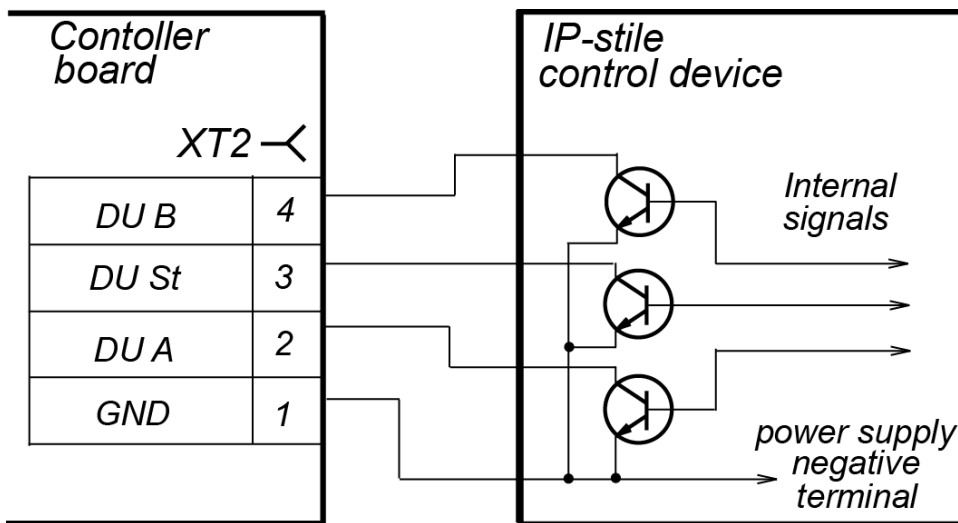 Contoller
board
IP-stile
control device
XT2
DU B 4
DU St 3
DU A 2
GND 1
Internal
signals
power supply
negative
terminal